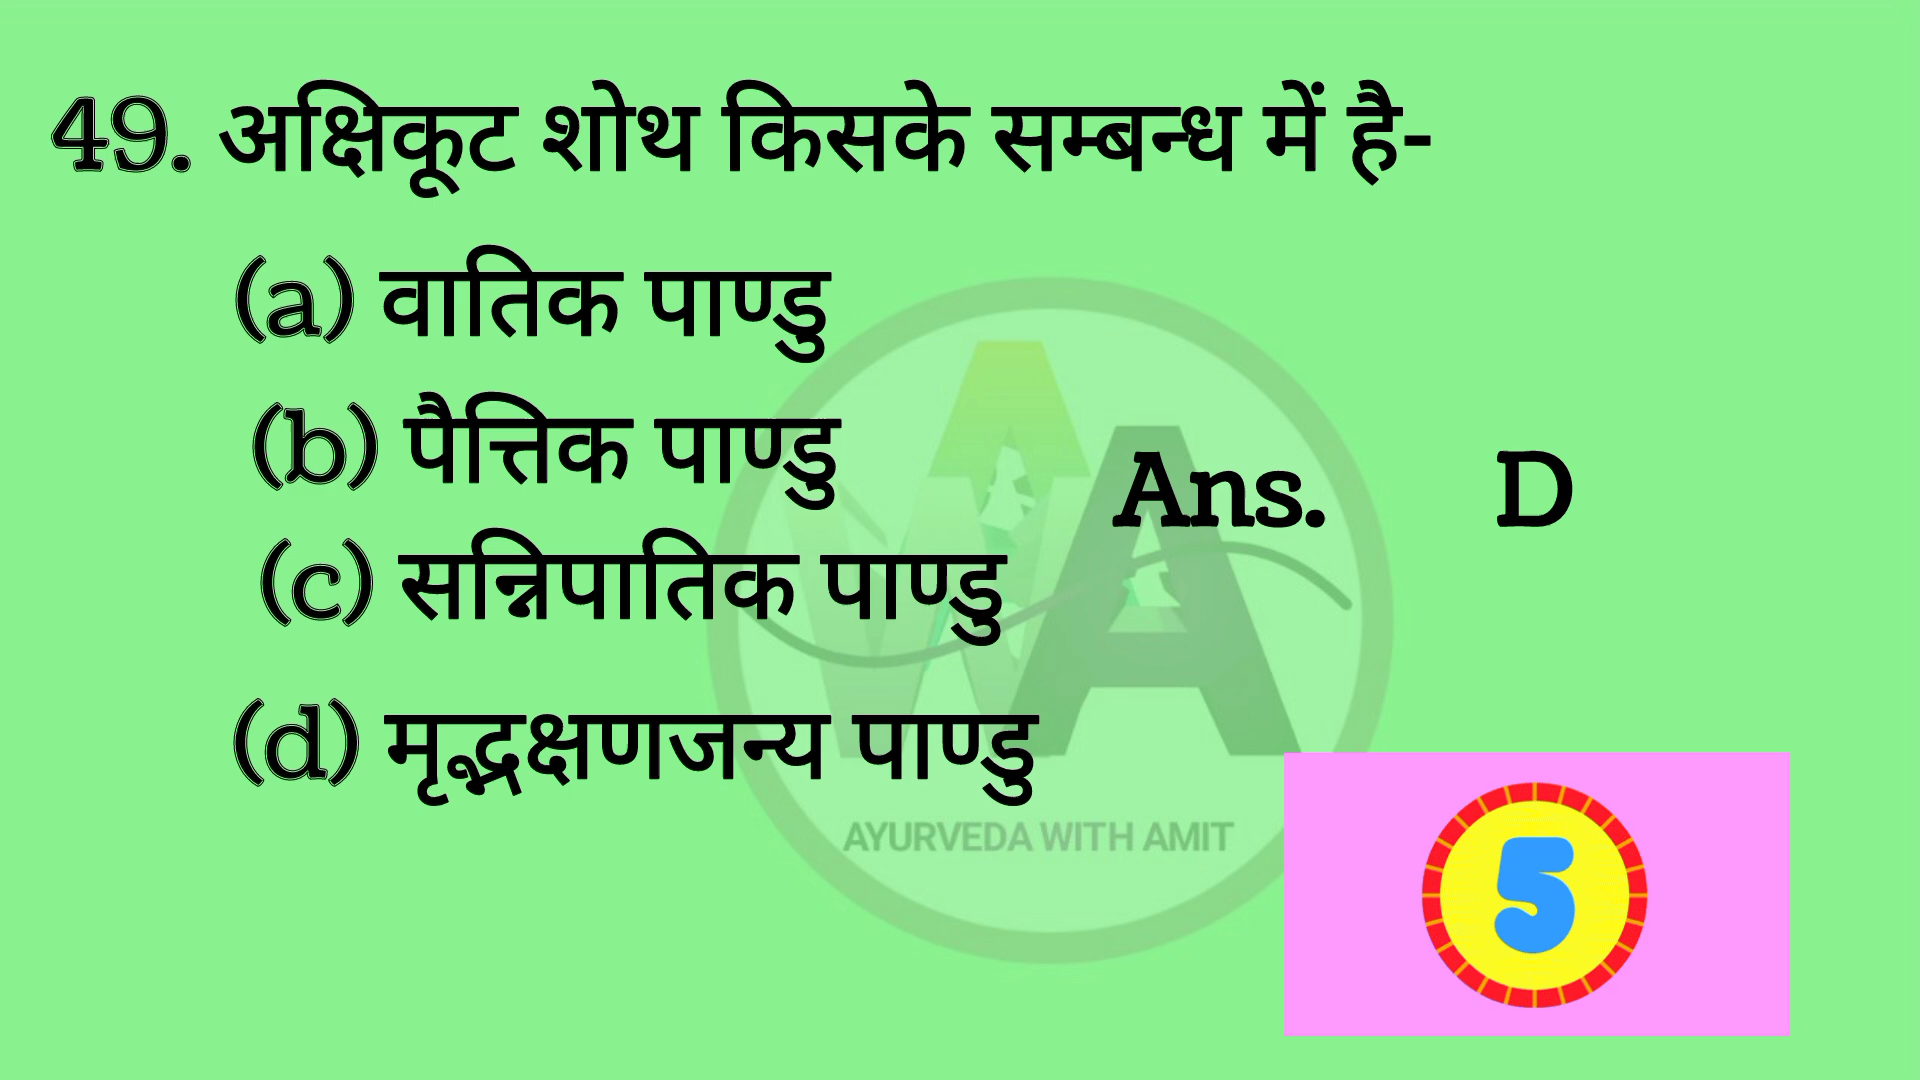 49. अक्षिकूट शोथ किसके सम्बन्ध में है-
(a) वातिक पाण्डु
(b) पैत्तिक पाण्डु
Ans. D
(c) सन्निपातिक पाण्डु
(d) मृद्भक्षणजन्य पाण्डु
AYURVEDA WITH AMIT
5